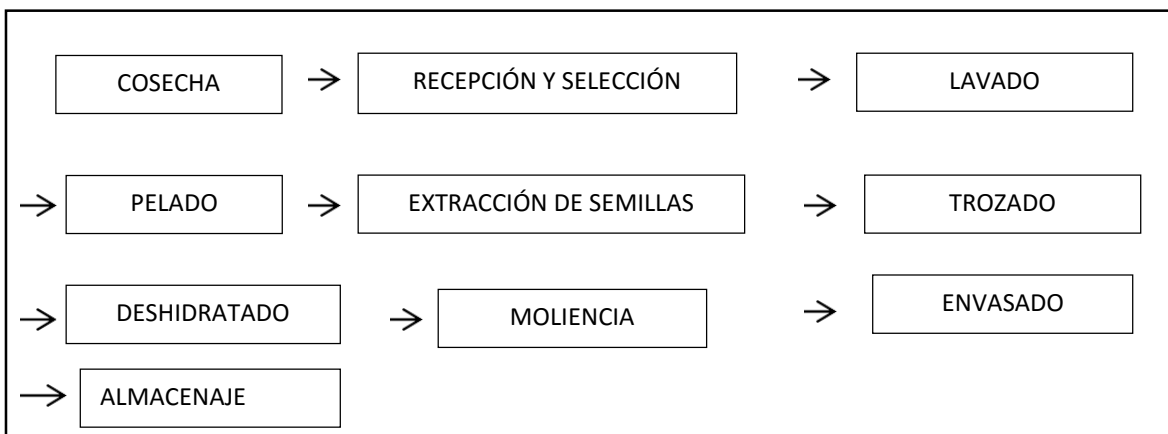 COSECHA
RECEPCIÓN Y SELECCIÓN
LAVADO
PELADO
EXTRACCIÓN DE SEMILLAS
TROZADO
DESHIDRATADO
MOLIENCIA
ENVASADO
ALMACENAJE